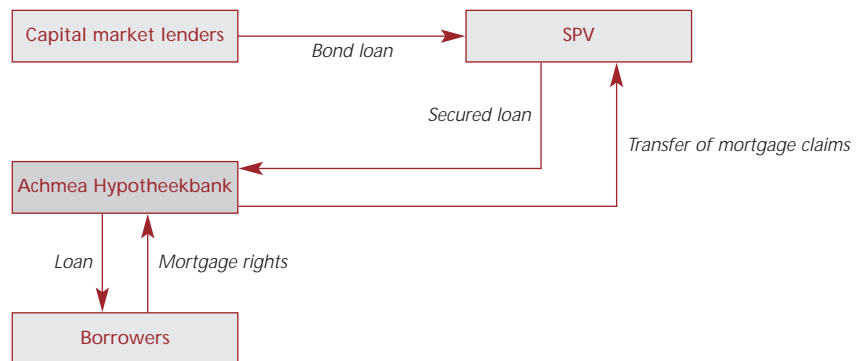 Capital market lenders
SPV
Bond loan
Secured loan
Transfer of mortgage claims
Achmea Hypotheekbank
Loan
Mortgage rights
Borrowers